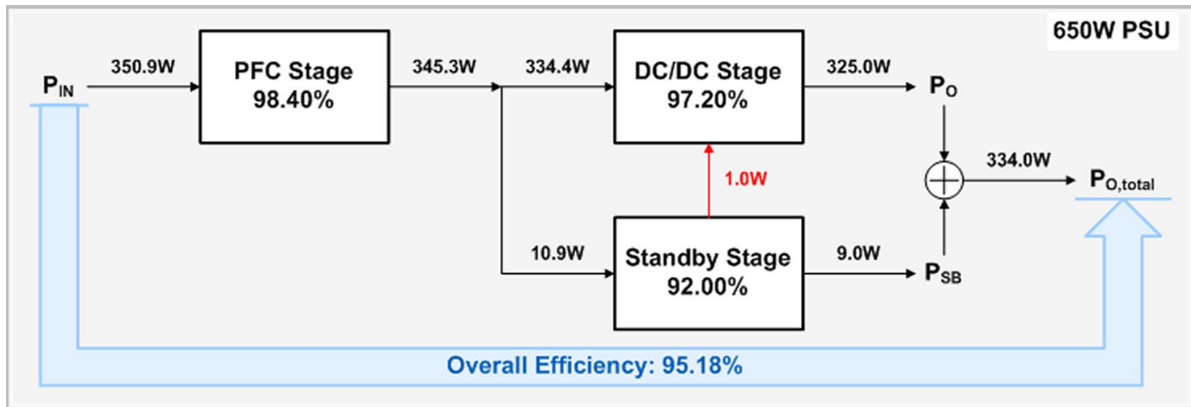 650W PSU
P_IN
350.9W
PFC Stage
98.40%
345.3W
334.4W
DC/DC Stage
97.20%
325.0W
P_O
1.0W
334.0W
P_O,total
10.9W
Standby Stage
92.00%
9.0W
P_SB
Overall Efficiency: 95.18%